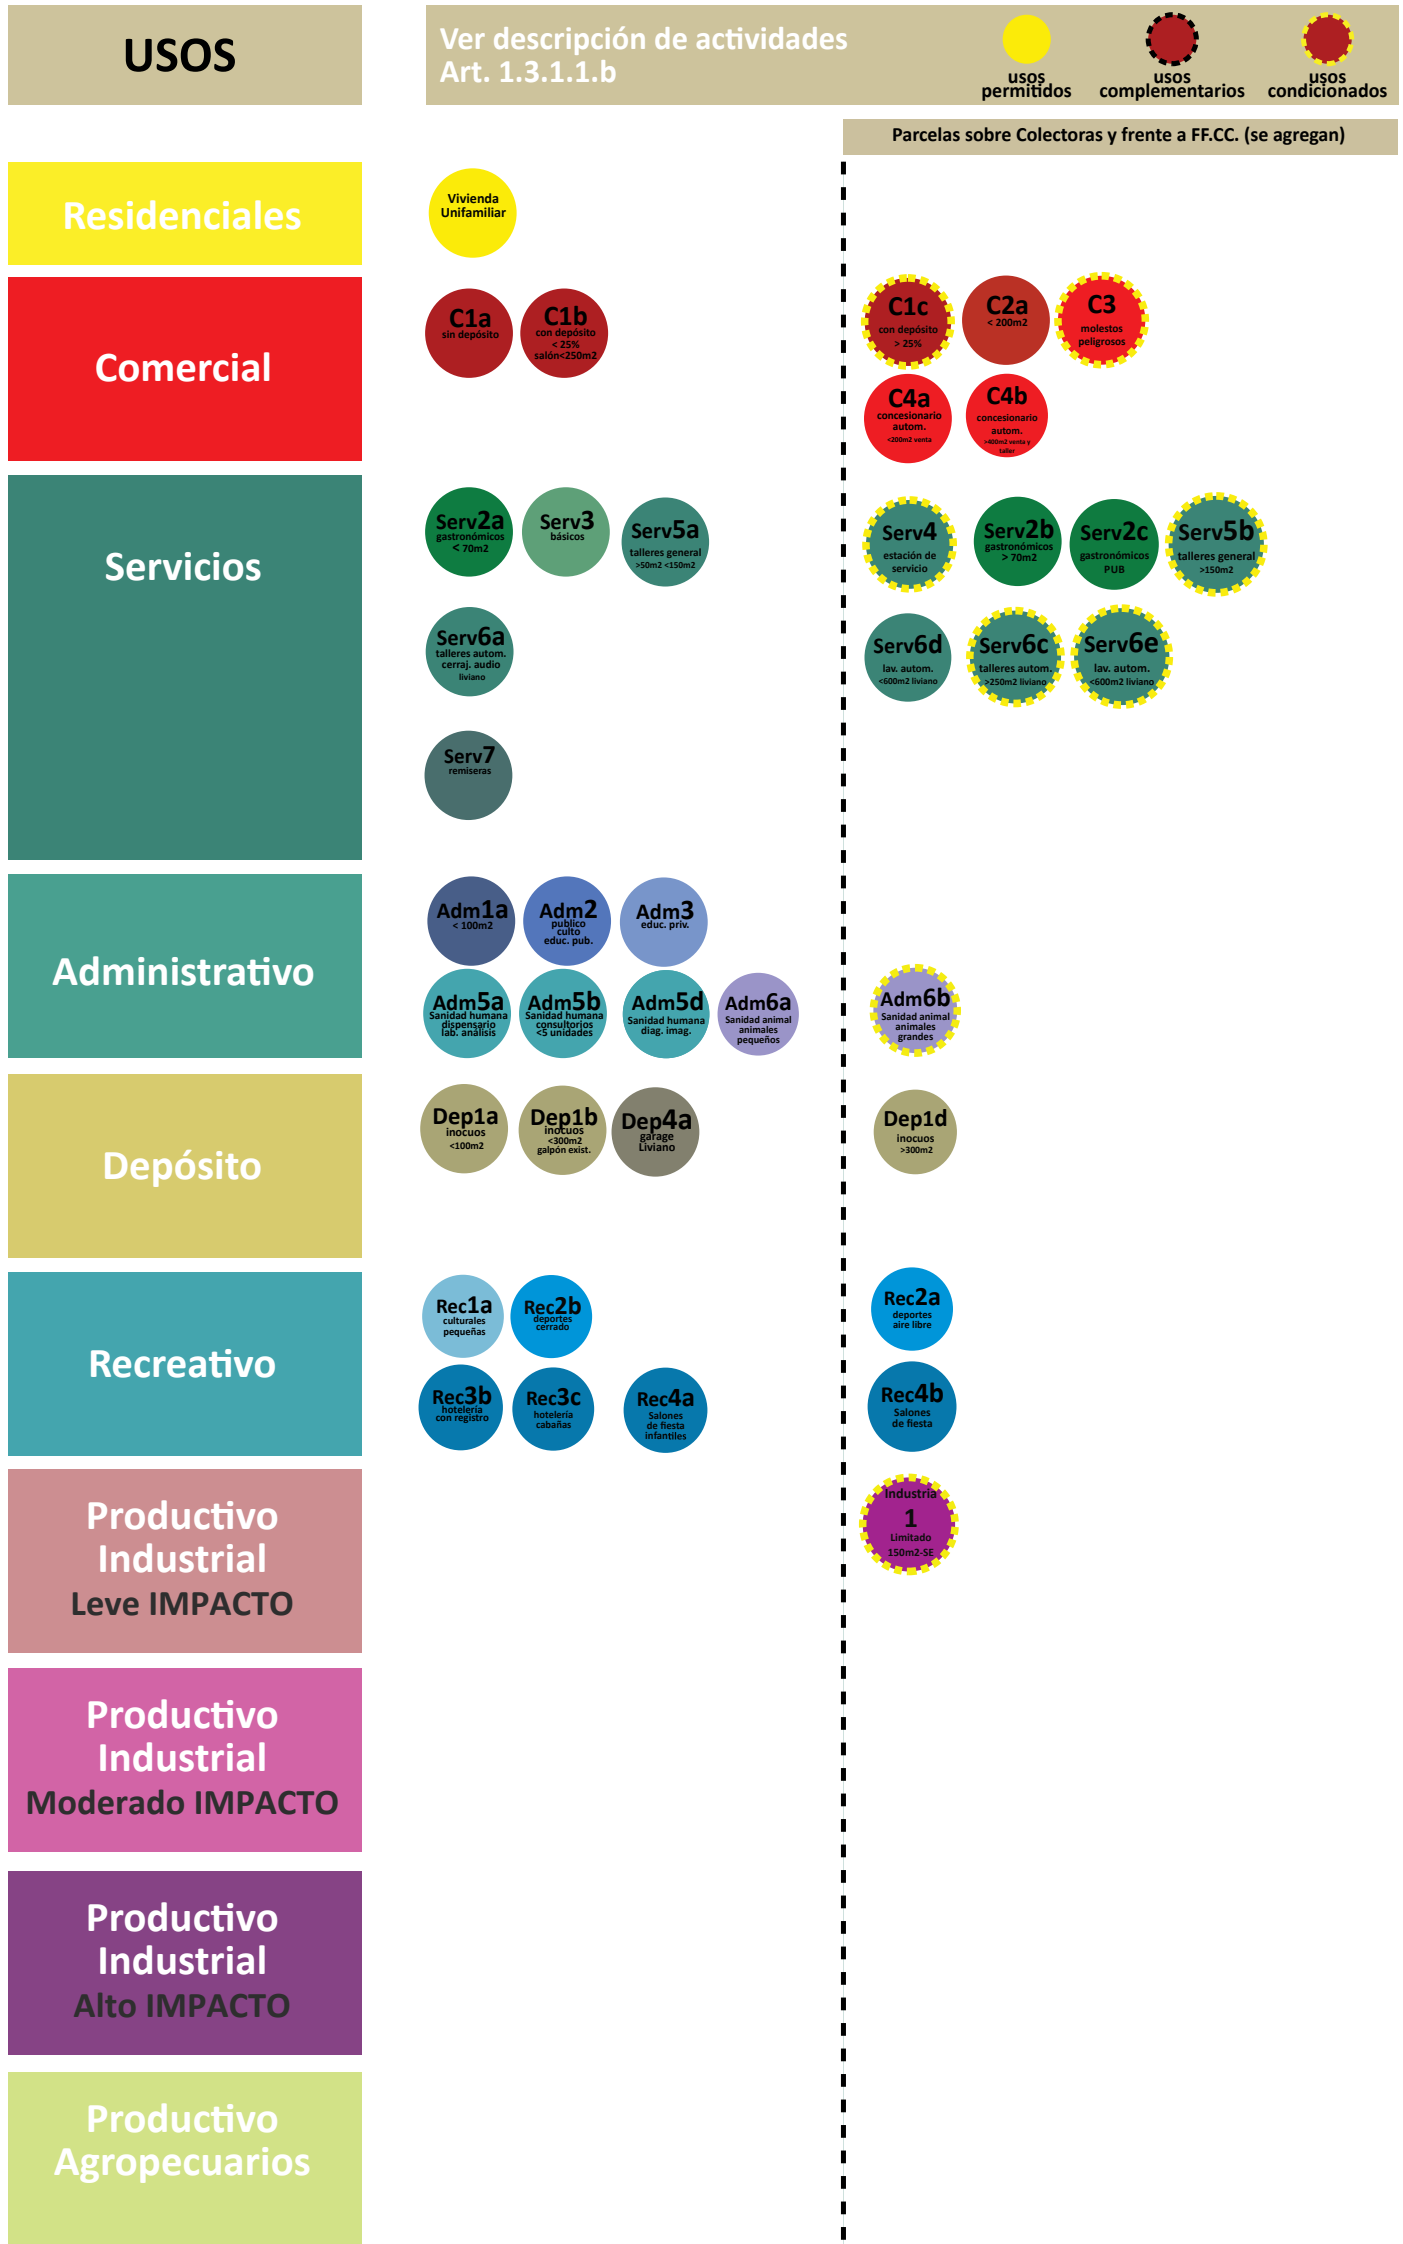 USOS
Ver descripción de actividades
Art. 1.3.1.1.b
usos
permitidos
usos
complementarios
usos
condicionados
Parcelas sobre Colectoras y frente a FF.CC. (se agregan)
Residenciales
Vivienda
Unifamiliar
Comercial
C1a
sin depósito
C1b
con depósito
< 25%
salón<250m2
C1c
con depósito
> 25%
C2a
< 200m2
C3
molestos
peligrosos
C4a
concesionario
autom.
<200m2 venta
C4b
concesionario
autom.
>400m2 venta y
taller
Servicios
Serv2a
gastronómicos
< 70m2
Serv3
básicos
Serv5a
talleres general
>50m2 <150m2
Serv4
estación de
servicio
Serv2b
gastronómicos
> 70m2
Serv2c
gastronómicos
PUB
Serv5b
talleres general
>150m2
Serv6a
talleres autom.
cerraj. audio
liviano
Serv6d
lav. autom.
<600m2 liviano
Serv6c
talleres autom.
>250m2 liviano
Serv6e
lav. autom.
<600m2 liviano
Serv7
remiseras
Administrativo
Adm1a
< 100m2
Adm2
publico
culto
educ. pub.
Adm3
educ. priv.
Adm5a
Sanidad humana
dispensario
lab. análisis
Adm5b
Sanidad humana
consultorios
<5 unidades
Adm5d
Sanidad humana
diag. imag.
Adm6a
Sanidad animal
animales
pequeños
Adm6b
Sanidad animal
animales
grandes
Depósito
Dep1a
inocuos
<100m2
Dep1b
inocuos
<300m2
galpón exist.
Dep4a
garage
Liviano
Dep1d
inocuos
>300m2
Recreativo
Rec1a
culturales
pequeñas
Rec2b
deportes
cerrado
Rec2a
deportes
aire libre
Rec3b
hotelería
con registro
Rec3c
hotelería
cabañas
Rec4a
Salones
de fiesta
infantiles
Rec4b
Salones
de fiesta
Productivo
Industrial
Leve IMPACTO
Industria
1
Limitado
150m2-SE
Productivo
Industrial
Moderado IMPACTO
Productivo
Industrial
Alto IMPACTO
Productivo
Agropecuarios